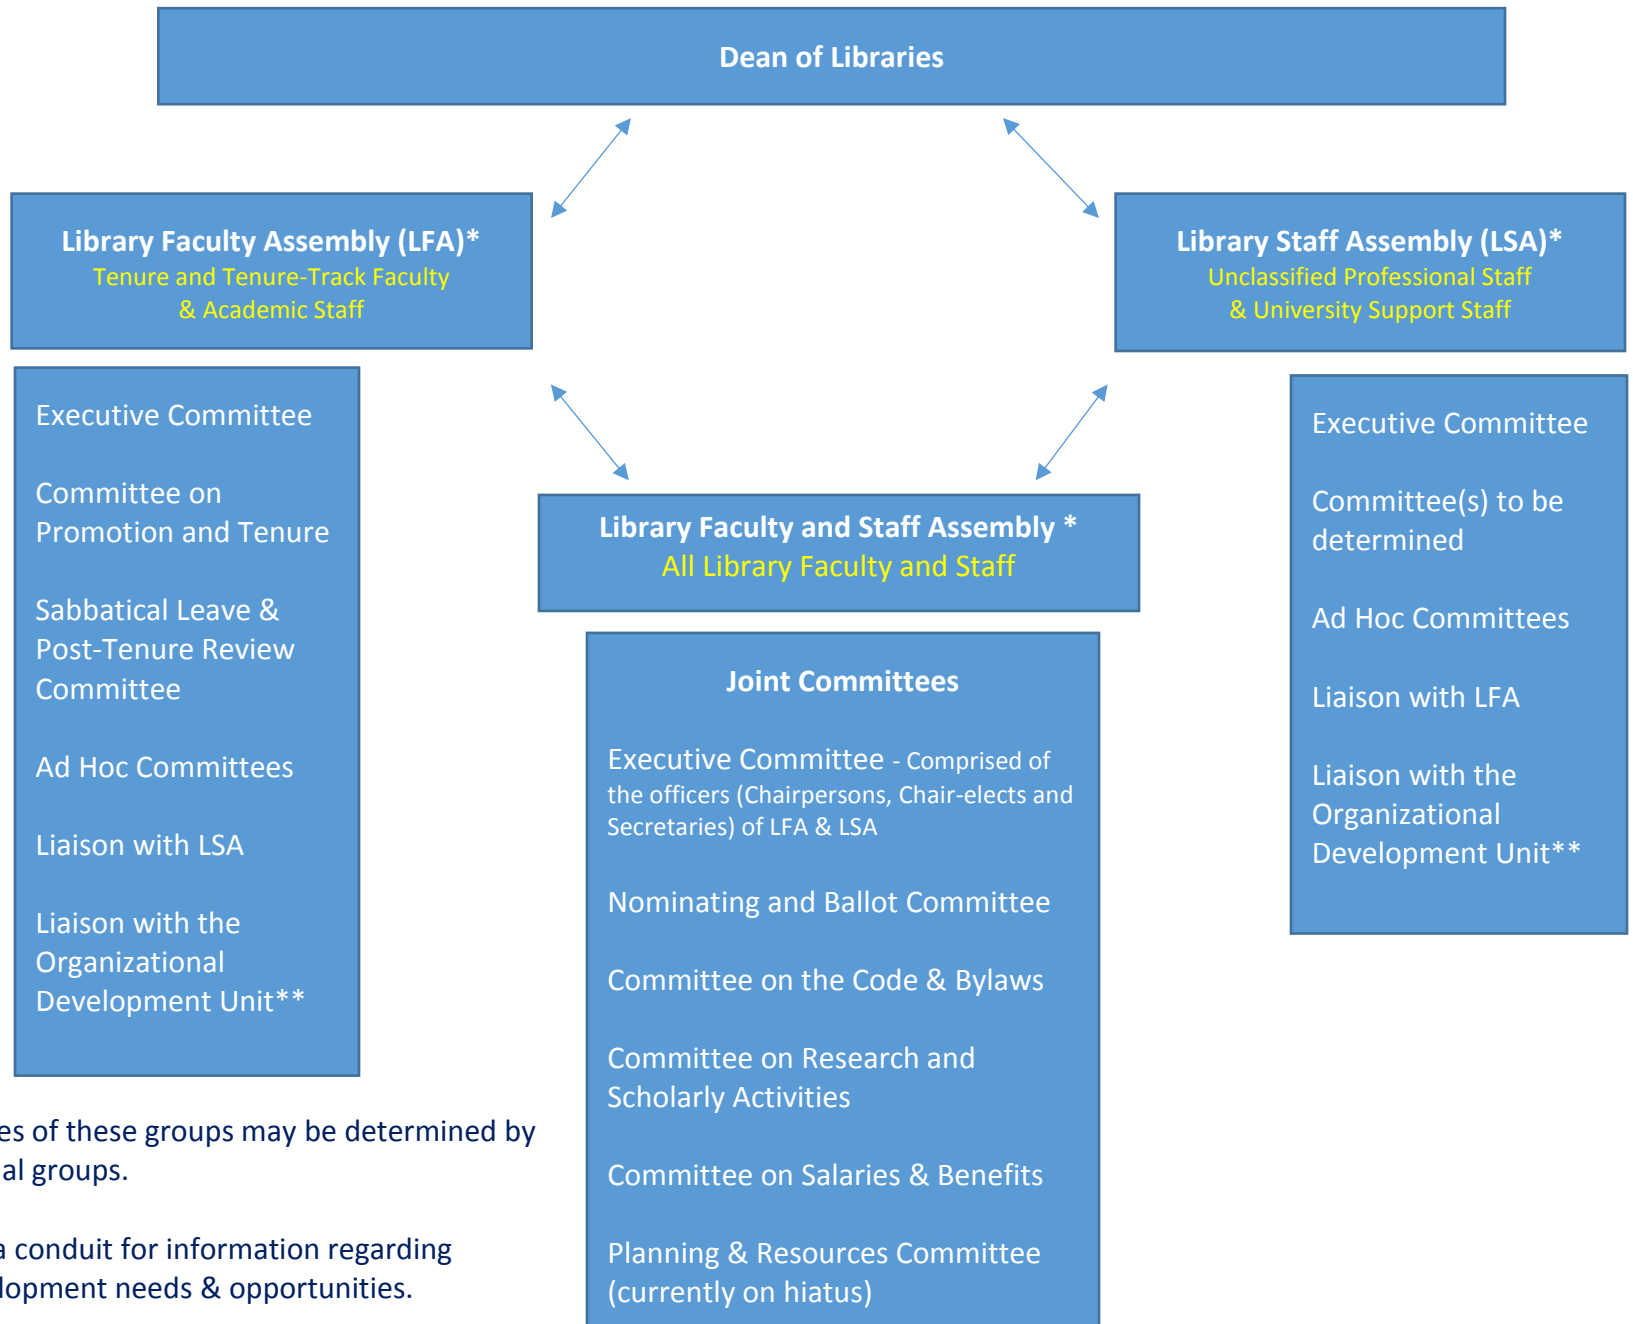 Dean of Libraries
Library Faculty Assembly (LFA)*
Tenure and Tenure-Track Faculty
& Academic Staff
Library Staff Assembly (LSA)*
Unclassified Professional Staff
& University Support Staff
Executive Committee
Committee on
Promotion and Tenure
Sabbatical Leave &
Post-Tenure Review
Committee
Ad Hoc Committees
Liaison with LSA
Liaison with the
Organizational
Development Unit**
Library Faculty and Staff Assembly *
All Library Faculty and Staff
Joint Committees
Executive Committee - Comprised of
the officers (Chairpersons, Chair-elects and
Secretaries) of LFA & LSA
Nominating and Ballot Committee
Committee on the Code & Bylaws
Committee on Research and
Scholarly Activities
Committee on Salaries & Benefits
Planning & Resources Committee
(currently on hiatus)
Executive Committee
Committee(s) to be
determined
Ad Hoc Committees
Liaison with LFA
Liaison with the
Organizational
Development Unit**
of these groups may be determined by
groups.
a conduit for information regarding
needs & opportunities.